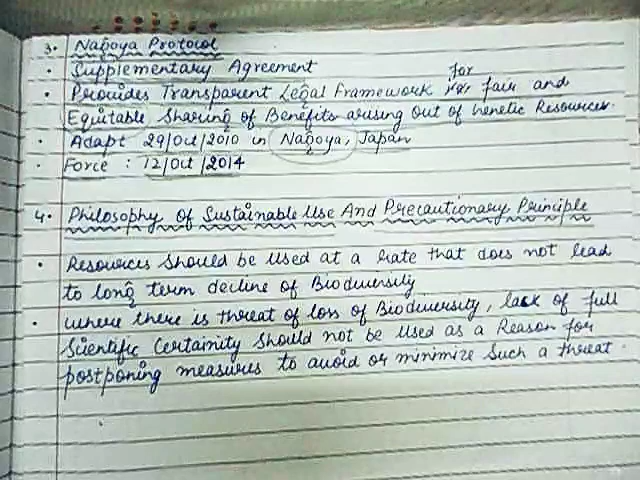 3. Nagoya Protocol
• Supplementary Agreement
• Provides Transparent Legal Framework for fair and
Equitable Sharing of Benefits arising out of Genetic Resources.
• Adapt 29/Oct/2010 in Nagoya, Japan
• Force : 12/Oct/2014
4. Philosophy of Sustainable Use And Precautionary Principle
• Resources should be used at a rate that does not lead
to long term decline of Biodiversity
• where there is threat of loss of Biodiversity, lack of full
Scientific Certainity should not be used as a Reason for
postponing measures to avoid or minimize such a threat.